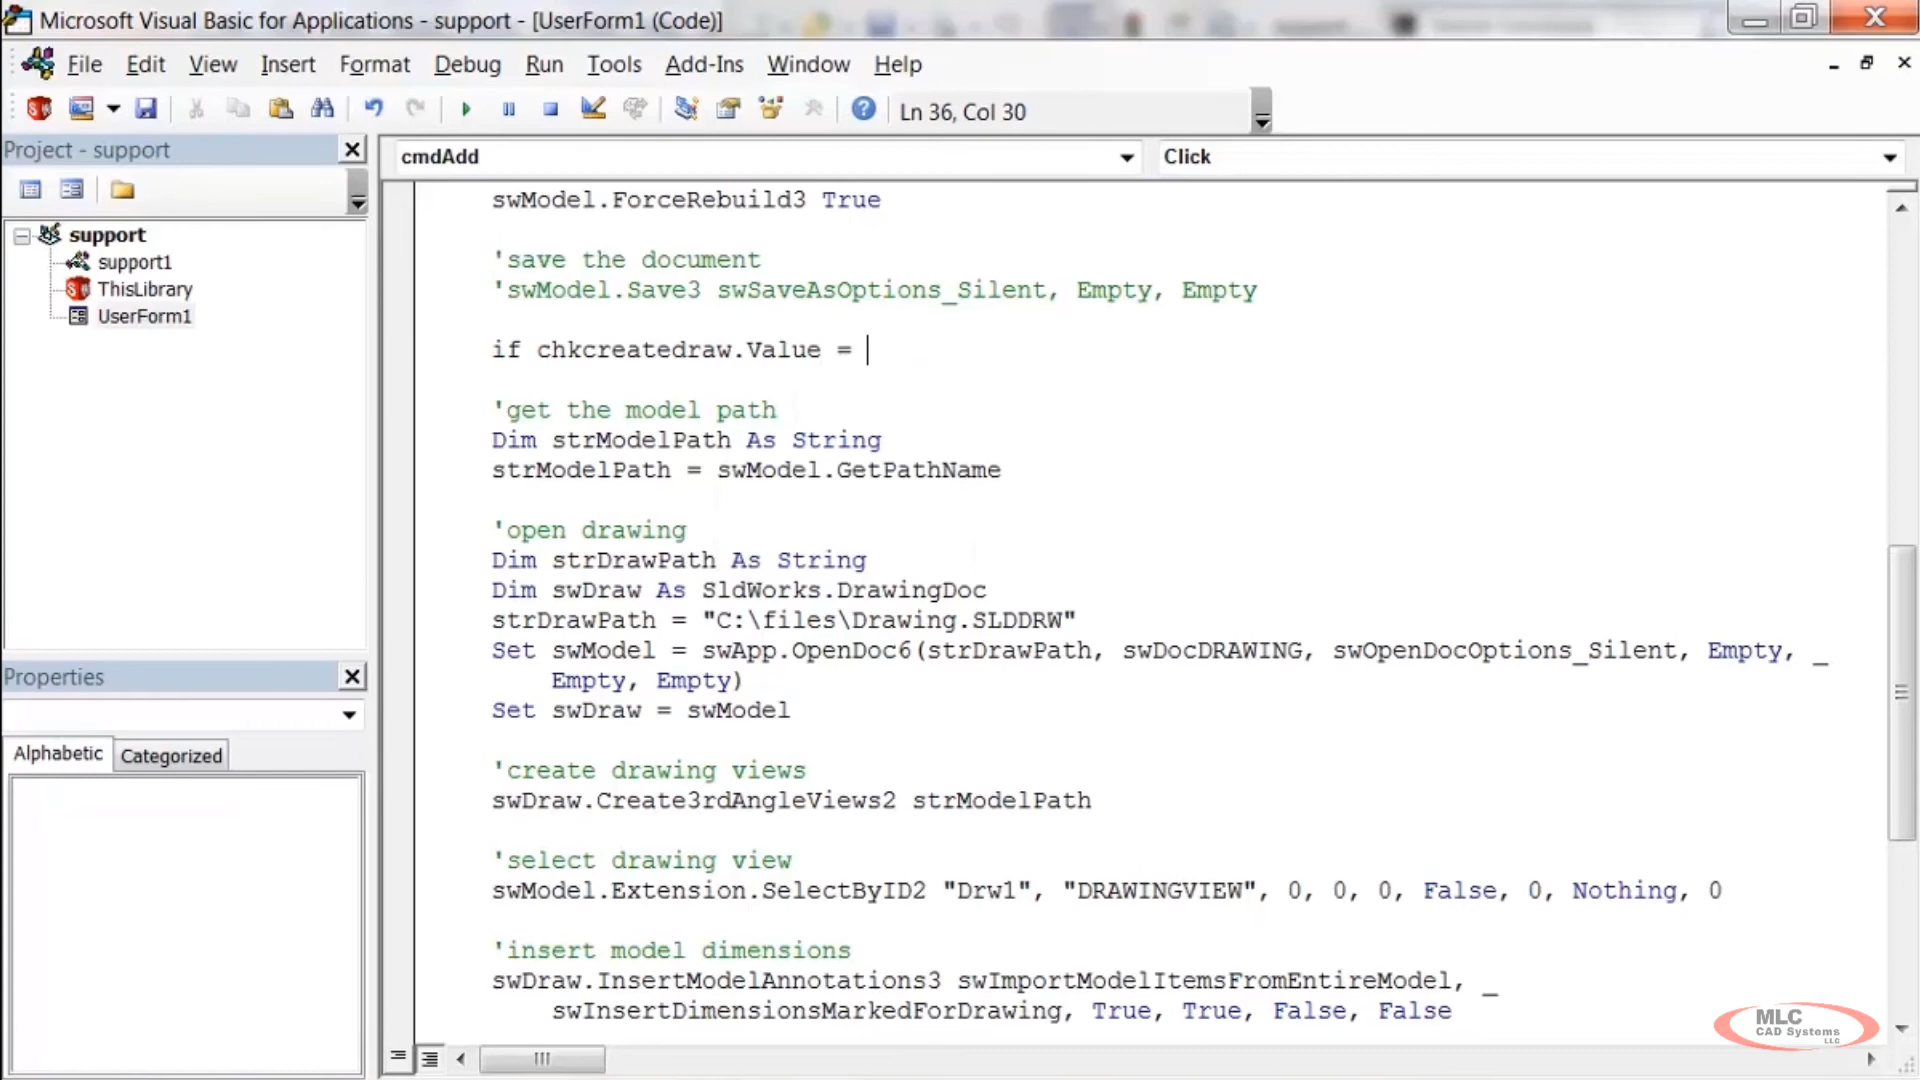 Microsoft Visual Basic for Applications - support - [UserForm1 (Code)]
File Edit View Insert Format Debug Run Tools Add-Ins Window Help
Ln 36, Col 30
Project - support
support
support1
ThisLibrary
UserForm1
Properties
Alphabetic Categorized
cmdAdd Click
swModel.ForceRebuild3 True
'save the document
'swModel.Save3 swSaveAsOptions_Silent, Empty, Empty
if chkcreatedraw.Value =
'get the model path
Dim strModelPath As String
strModelPath = swModel.GetPathName
'open drawing
Dim strDrawPath As String
Dim swDraw As SldWorks.DrawingDoc
strDrawPath = "C:\files\Drawing.SLDDRW"
Set swModel = swApp.OpenDoc6(strDrawPath, swDocDRAWING, swOpenDocOptions_Silent, Empty, _
Empty, Empty)
Set swDraw = swModel
'create drawing views
swDraw.Create3rdAngleViews2 strModelPath
'select drawing view
swModel.Extension.SelectByID2 "Drw1", "DRAWINGVIEW", 0, 0, 0, False, 0, Nothing, 0
'insert model dimensions
swDraw.InsertModelAnnotations3 swImportModelItemsFromEntireModel, _
swInsertDimensionsMarkedForDrawing, True, True, False, False
MLC
CAD Systems
LLC